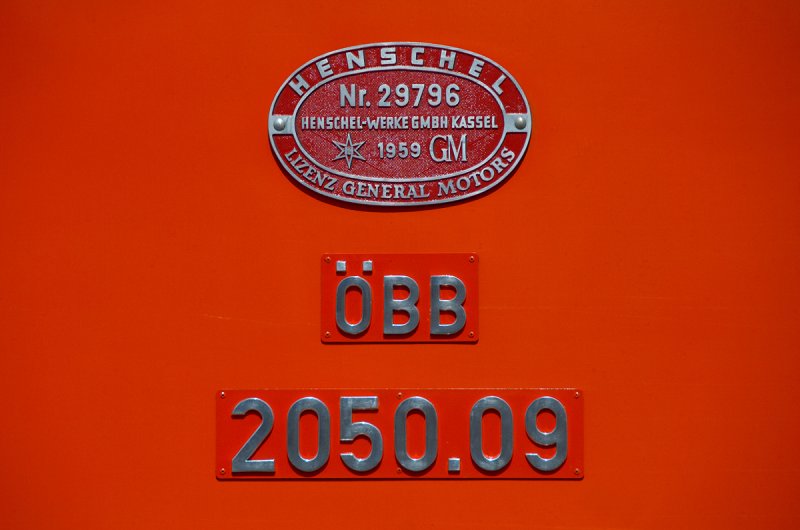 HENSCHEL
Nr. 29796
HENSCHEL-WERKE GMBH KASSEL
1959 GM
LIZENZ GENERAL MOTORS
ÖBB
2050.09